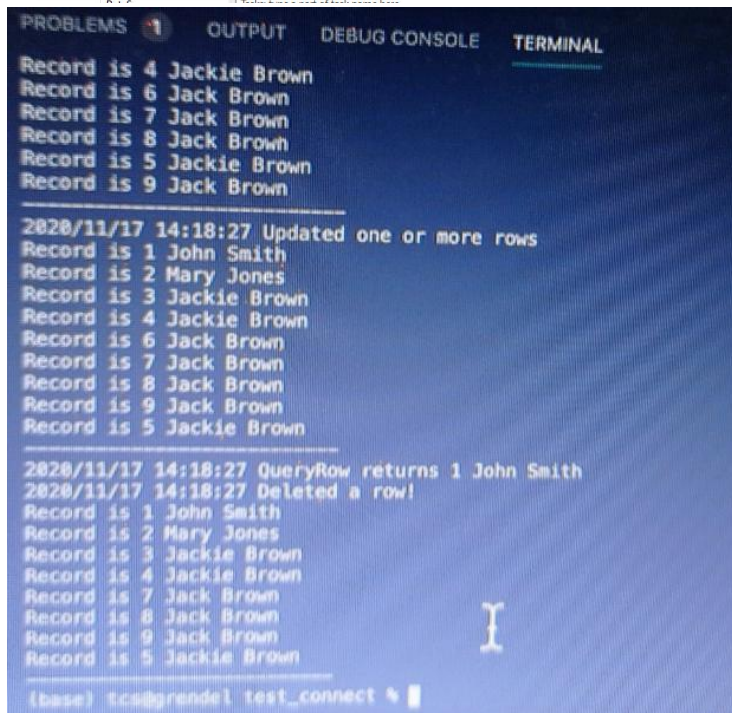 PROBLEMS 1 OUTPUT DEBUG CONSOLE TERMINAL
Record is 4 Jackie Brown
Record is 6 Jack Brown
Record is 7 Jack Brown
Record is 8 Jack Brown
Record is 5 Jackie Brown
Record is 9 Jack Brown
2020/11/17 14:18:27 Updated one or more rows
Record is 1 John Smith
Record is 2 Mary Jones
Record is 3 Jackie Brown
Record is 4 Jackie Brown
Record is 6 Jack Brown
Record is 7 Jack Brown
Record is 8 Jack Brown
Record is 9 Jack Brown
Record is 5 Jackie Brown
2020/11/17 14:18:27 QueryRow returns 1 John Smith
2020/11/17 14:18:27 Deleted a row!
Record is 1 John Smith
Record is 2 Mary Jones
Record is 3 Jackie Brown
Record is 4 Jackie Brown
Record is 7 Jack Brown
Record is 8 Jack Brown
Record is 9 Jack Brown
Record is 5 Jackie Brown
(base) tcs@grendel test_connect %